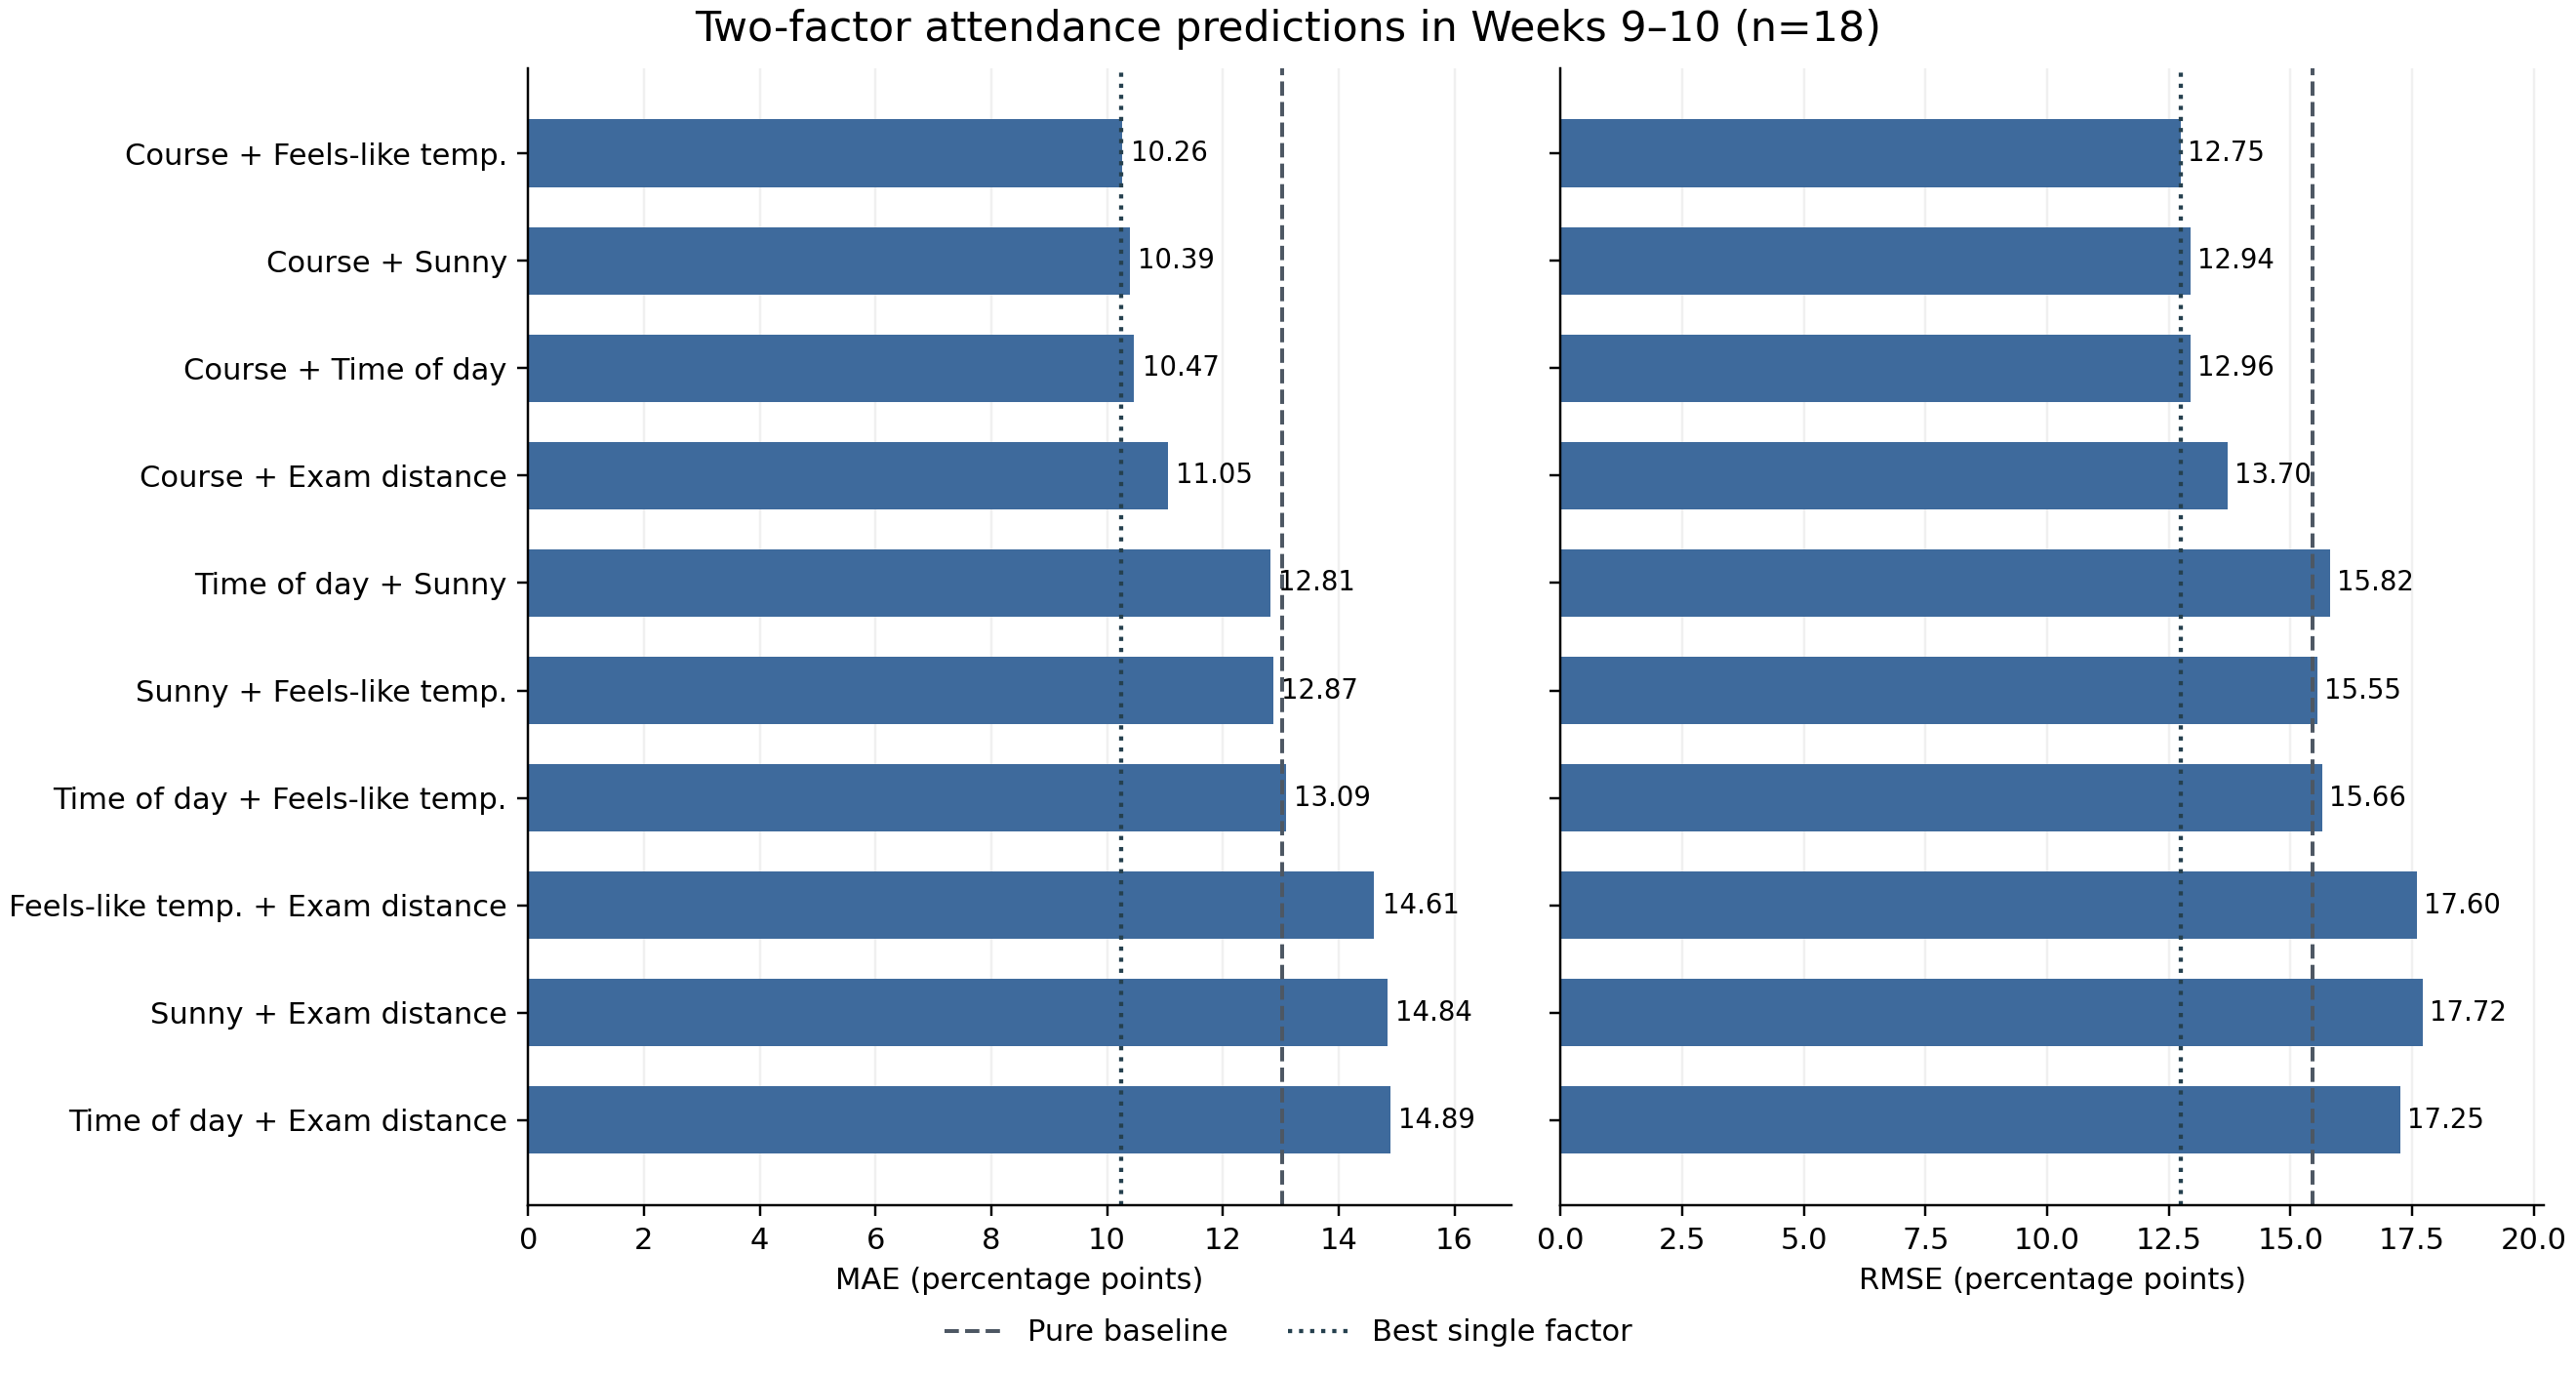 Two-factor attendance predictions in Weeks 9–10 (n=18)
Course + Feels-like temp. 10.26 12.75
Course + Sunny 10.39 12.94
Course + Time of day 10.47 12.96
Course + Exam distance 11.05 13.70
Time of day + Sunny 12.81 15.82
Sunny + Feels-like temp. 12.87 15.55
Time of day + Feels-like temp. 13.09 15.66
Feels-like temp. + Exam distance 14.61 17.60
Sunny + Exam distance 14.84 17.72
Time of day + Exam distance 14.89 17.25
0 2 4 6 8 10 12 14 16 0.0 2.5 5.0 7.5 10.0 12.5 15.0 17.5 20.0
MAE (percentage points) RMSE (percentage points)
Pure baseline Best single factor